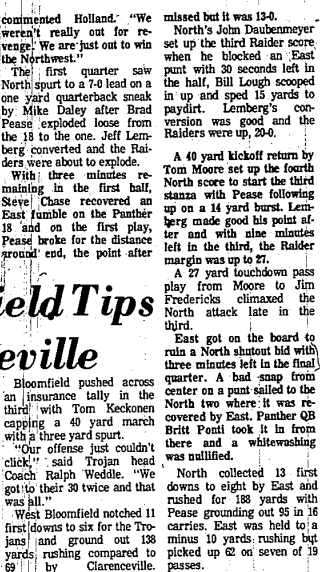 commented Holland. "We
weren't really out for re-
venge. We are just out to win
the Northwest."
The first quarter saw
North spurt to a 7-0 lead on a
one yard quarterback sneak
by Mike Daley after Brad
Pease exploded loose from
the 18 to the one. Jeff Lem-
berg converted and the Rai-
ders were about to explode.
With three minutes re-
maining in the first half,
Steve Chase recovered an
East fumble on the Panther
18 and on the first play,
Pease broke for the distance
around end, the point after
missed but it was 13-0.
North's John Daubenmeyer
set up the third Raider score
when he blocked an East
punt with 30 seconds left in
the half, Bill Lough scooped
in up and sped 15 yards to
paydirt. Lemberg's con-
version was good and the
Raiders were up, 20-0.
A 40 yard kickoff return by
Tom Moore set up the fourth
North score to start the third
stanza with Pease following
up on a 14 yard burst. Lem-
berg made good his point af-
ter and with nine minutes
left in the third, the Raider
margin was up to 27.
A 27 yard touchdown pass
play from Moore to Jim
Fredericks climaxed the
North attack late in the
third.
East got on the board to
ruin a North shutout bid with
three minutes left in the final
quarter. A bad snap from
center on a punt sailed to the
North two where it was re-
covered by East. Panther QB
Britt Ponti took it in from
there and a whitewashing
was nullified.
North collected 13 first
downs to eight by East and
rushed for 188 yards with
Pease grounding out 95 in 16
carries. East was held to a
minus 10 yards rushing but
picked up 62 on seven of 19
passes.
ield Tips
eville
Bloomfield pushed across
an insurance tally in the
third with Tom Keckonen
capping a 40 yard march
with a three yard spurt.
"Our offense just couldn't
click," said Trojan head
Coach Ralph Weddle. "We
got to their 30 twice and that
was all."
West Bloomfield notched 11
first downs to six for the Tro-
jans and ground out 138
yards rushing compared to
69 by Clarenceville.